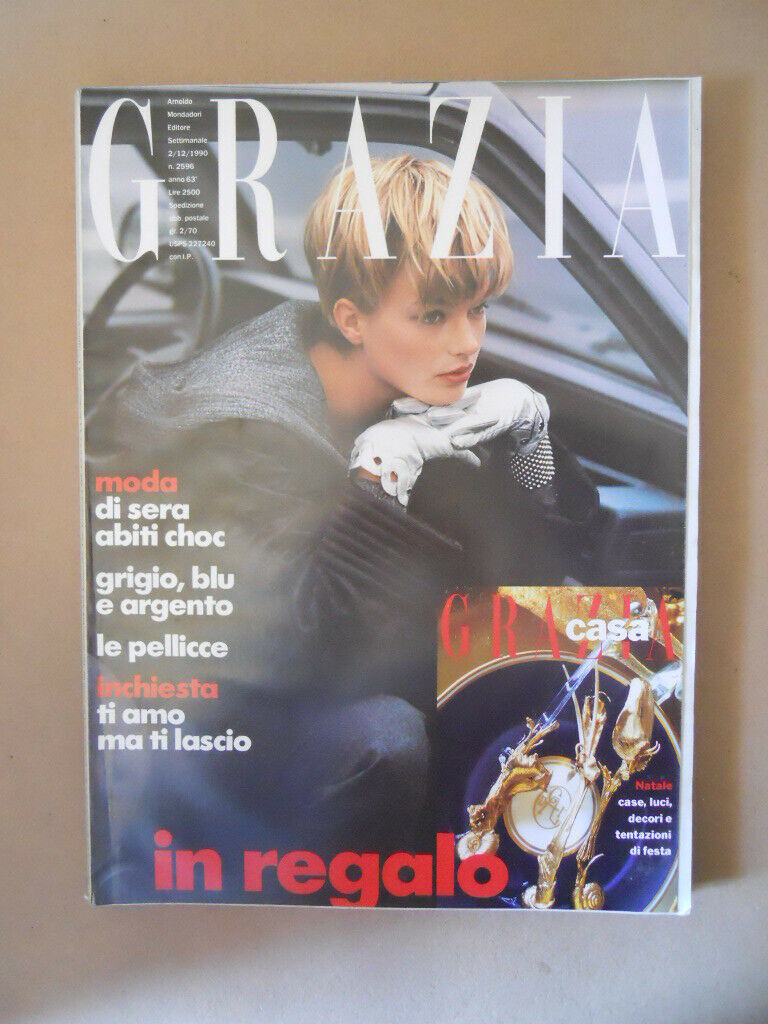 GRAZIA
Arnoldo
Mondadori
Editore
Settimanale
2/12/1990
n. 2596
anno 63°
Lire 2500
Spedizione
abb. postale
gr. 2/70
USPS 227240
con I.P.
moda
di sera
abiti choc
grigio, blu
e argento
le pellicce
inchiesta
ti amo
ma ti lascio
in regalo
GRAZIA
casa
Natale
case, luci,
decori e
tentazioni
di festa